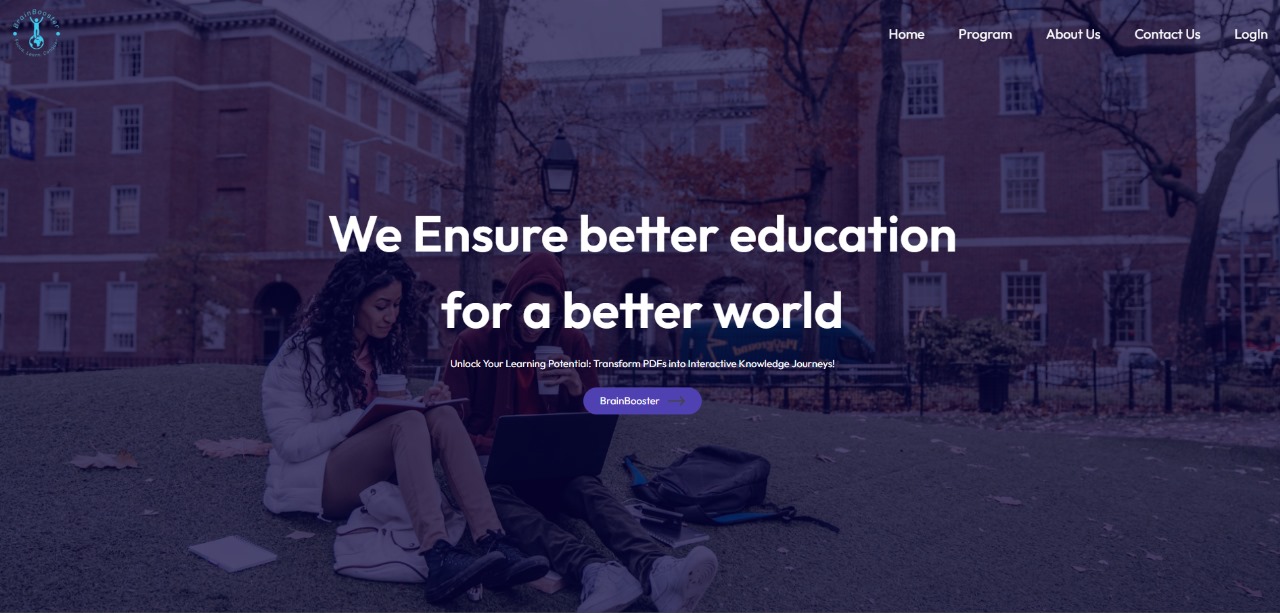 BrainBooster
Home Program About Us Contact Us LogIn
We Ensure better education
for a better world
Unlock Your Learning Potential: Transform PDFs into Interactive Knowledge Journeys!
BrainBooster